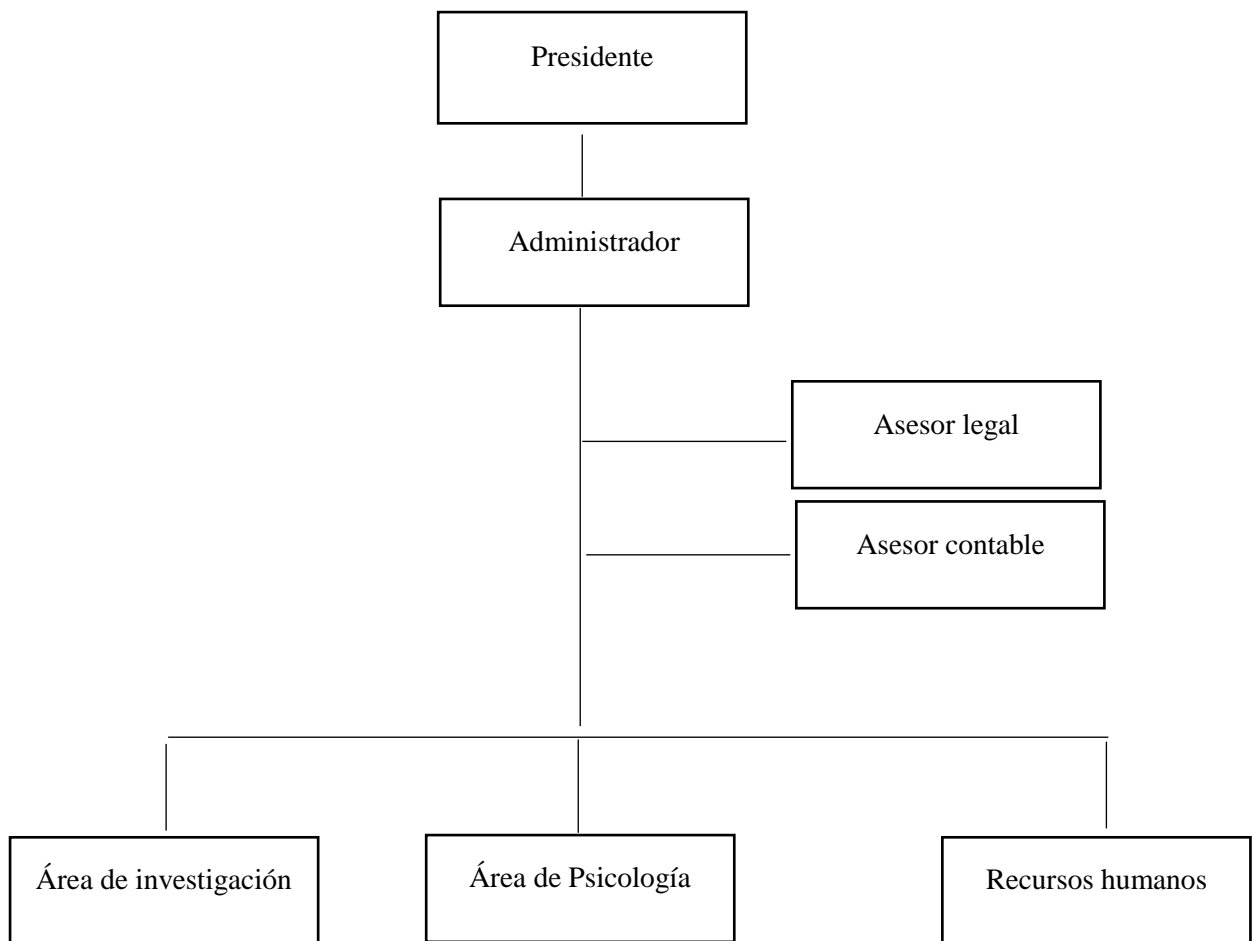 Presidente
Administrador
Asesor legal
Asesor contable
Área de investigación
Área de Psicología
Recursos humanos